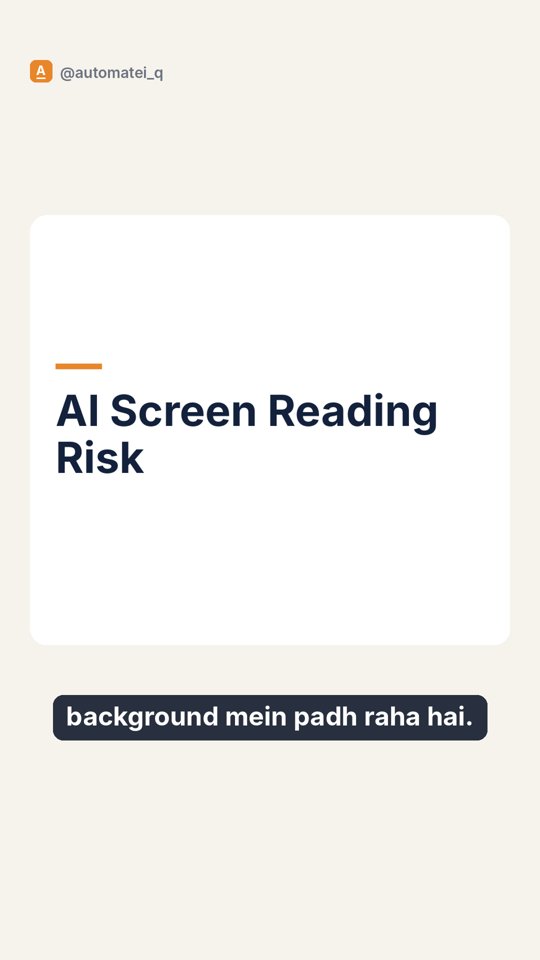 A
@automatei_q
AI Screen Reading
Risk
background mein padh raha hai.